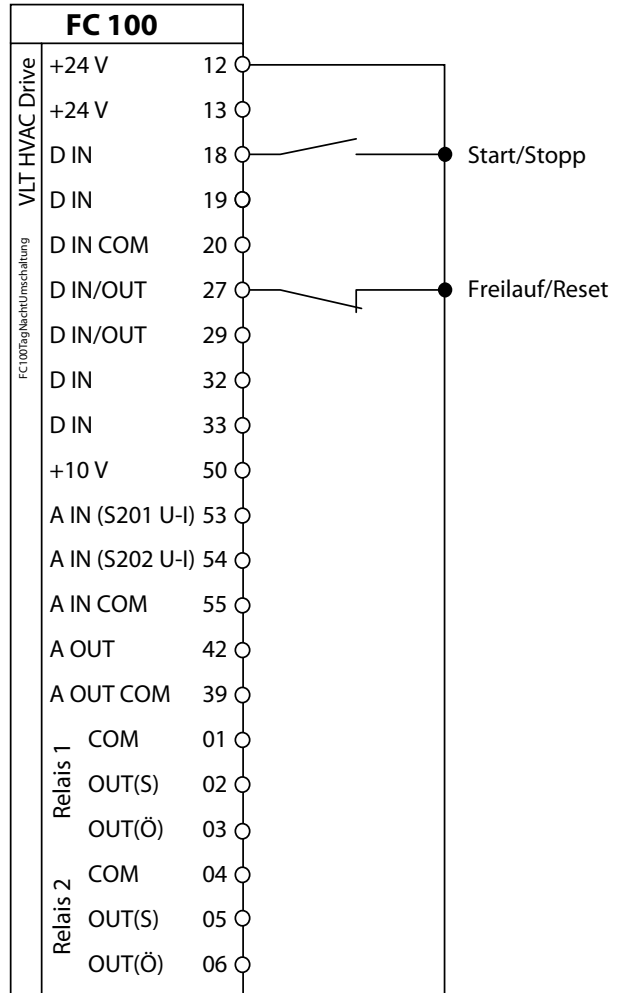 FC 100
VLT HVAC Drive
FC100TagNachtUmschaltung
+24 V 12
+24 V 13
D IN 18 Start/Stopp
D IN 19
D IN COM 20
D IN/OUT 27 Freilauf/Reset
D IN/OUT 29
D IN 32
D IN 33
+10 V 50
A IN (S201 U-I) 53
A IN (S202 U-I) 54
A IN COM 55
A OUT 42
A OUT COM 39
Relais 1
COM 01
OUT(S) 02
OUT(Ö) 03
Relais 2
COM 04
OUT(S) 05
OUT(Ö) 06